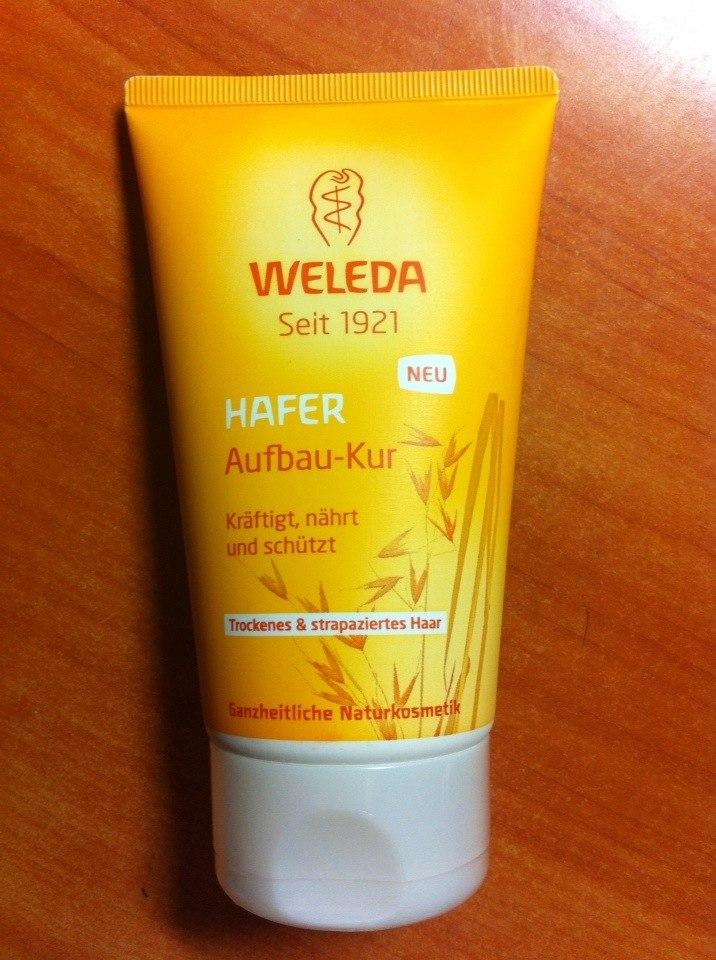 WELEDA
Seit 1921
NEU
HAFER
Aufbau-Kur
Kräftigt, nährt
und schützt
Trockenes & strapaziertes Haar
Ganzheitliche Naturkosmetik